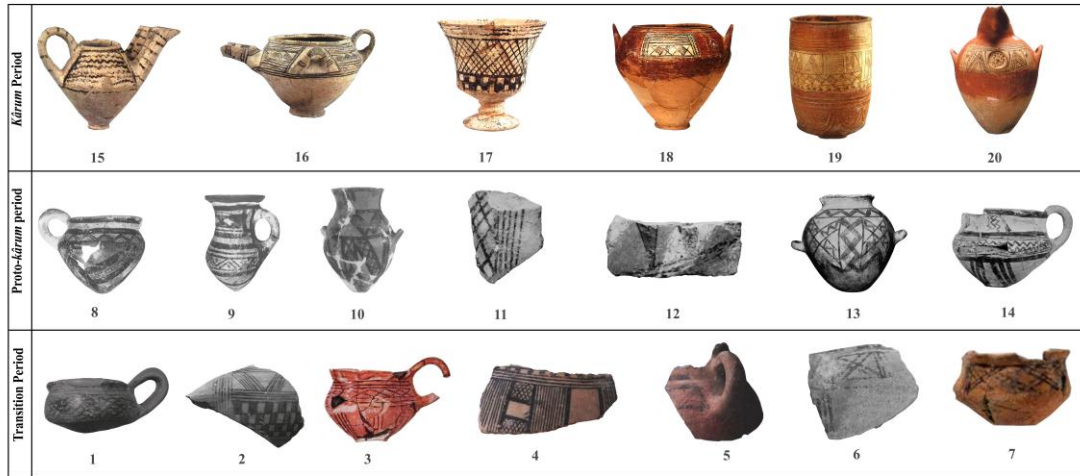 Kârum Period
15 16 17 18 19 20
Proto-kârum period
8 9 10 11 12 13 14
Transition Period
1 2 3 4 5 6 7